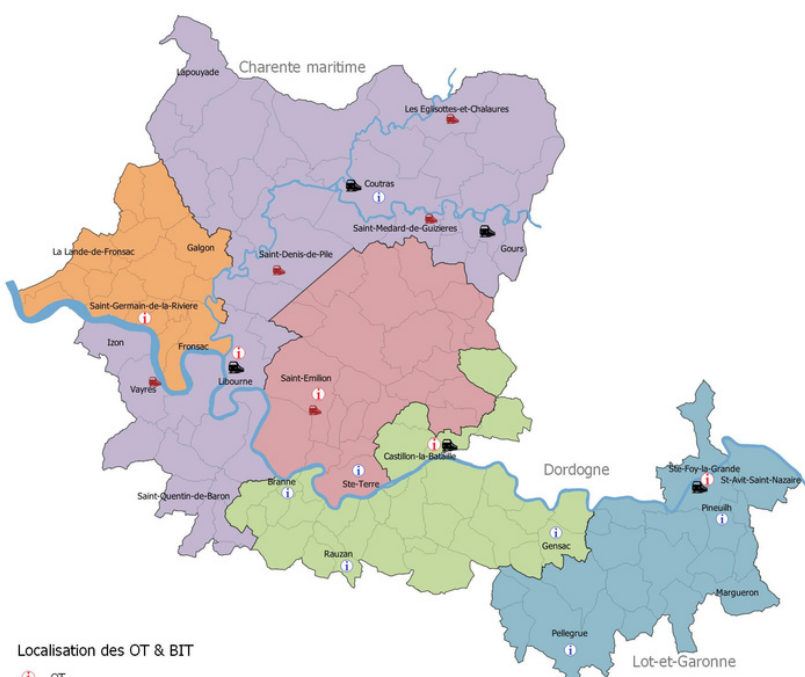 Lapouyade
Charente maritime
Les Eglisottes-et-Chalaures
Coutras
Saint-Medard-de-Guizieres
Gours
La Lande-de-Fronsac
Galgon
Saint-Denis-de-Pile
Saint-Germain-de-la-Riviere
Izon
Fronsac
Libourne
Vayres
Saint-Emilion
Castillon-la-Bataille
Dordogne
Ste-Foy-la-Grande
St-Avit-Saint-Nazaire
Branne
Ste-Terre
Saint-Quentin-de-Baron
Pineuilh
Rauzan
Gensac
Margueron
Pellegrue
Localisation des OT & BIT
Lot-et-Garonne
OT